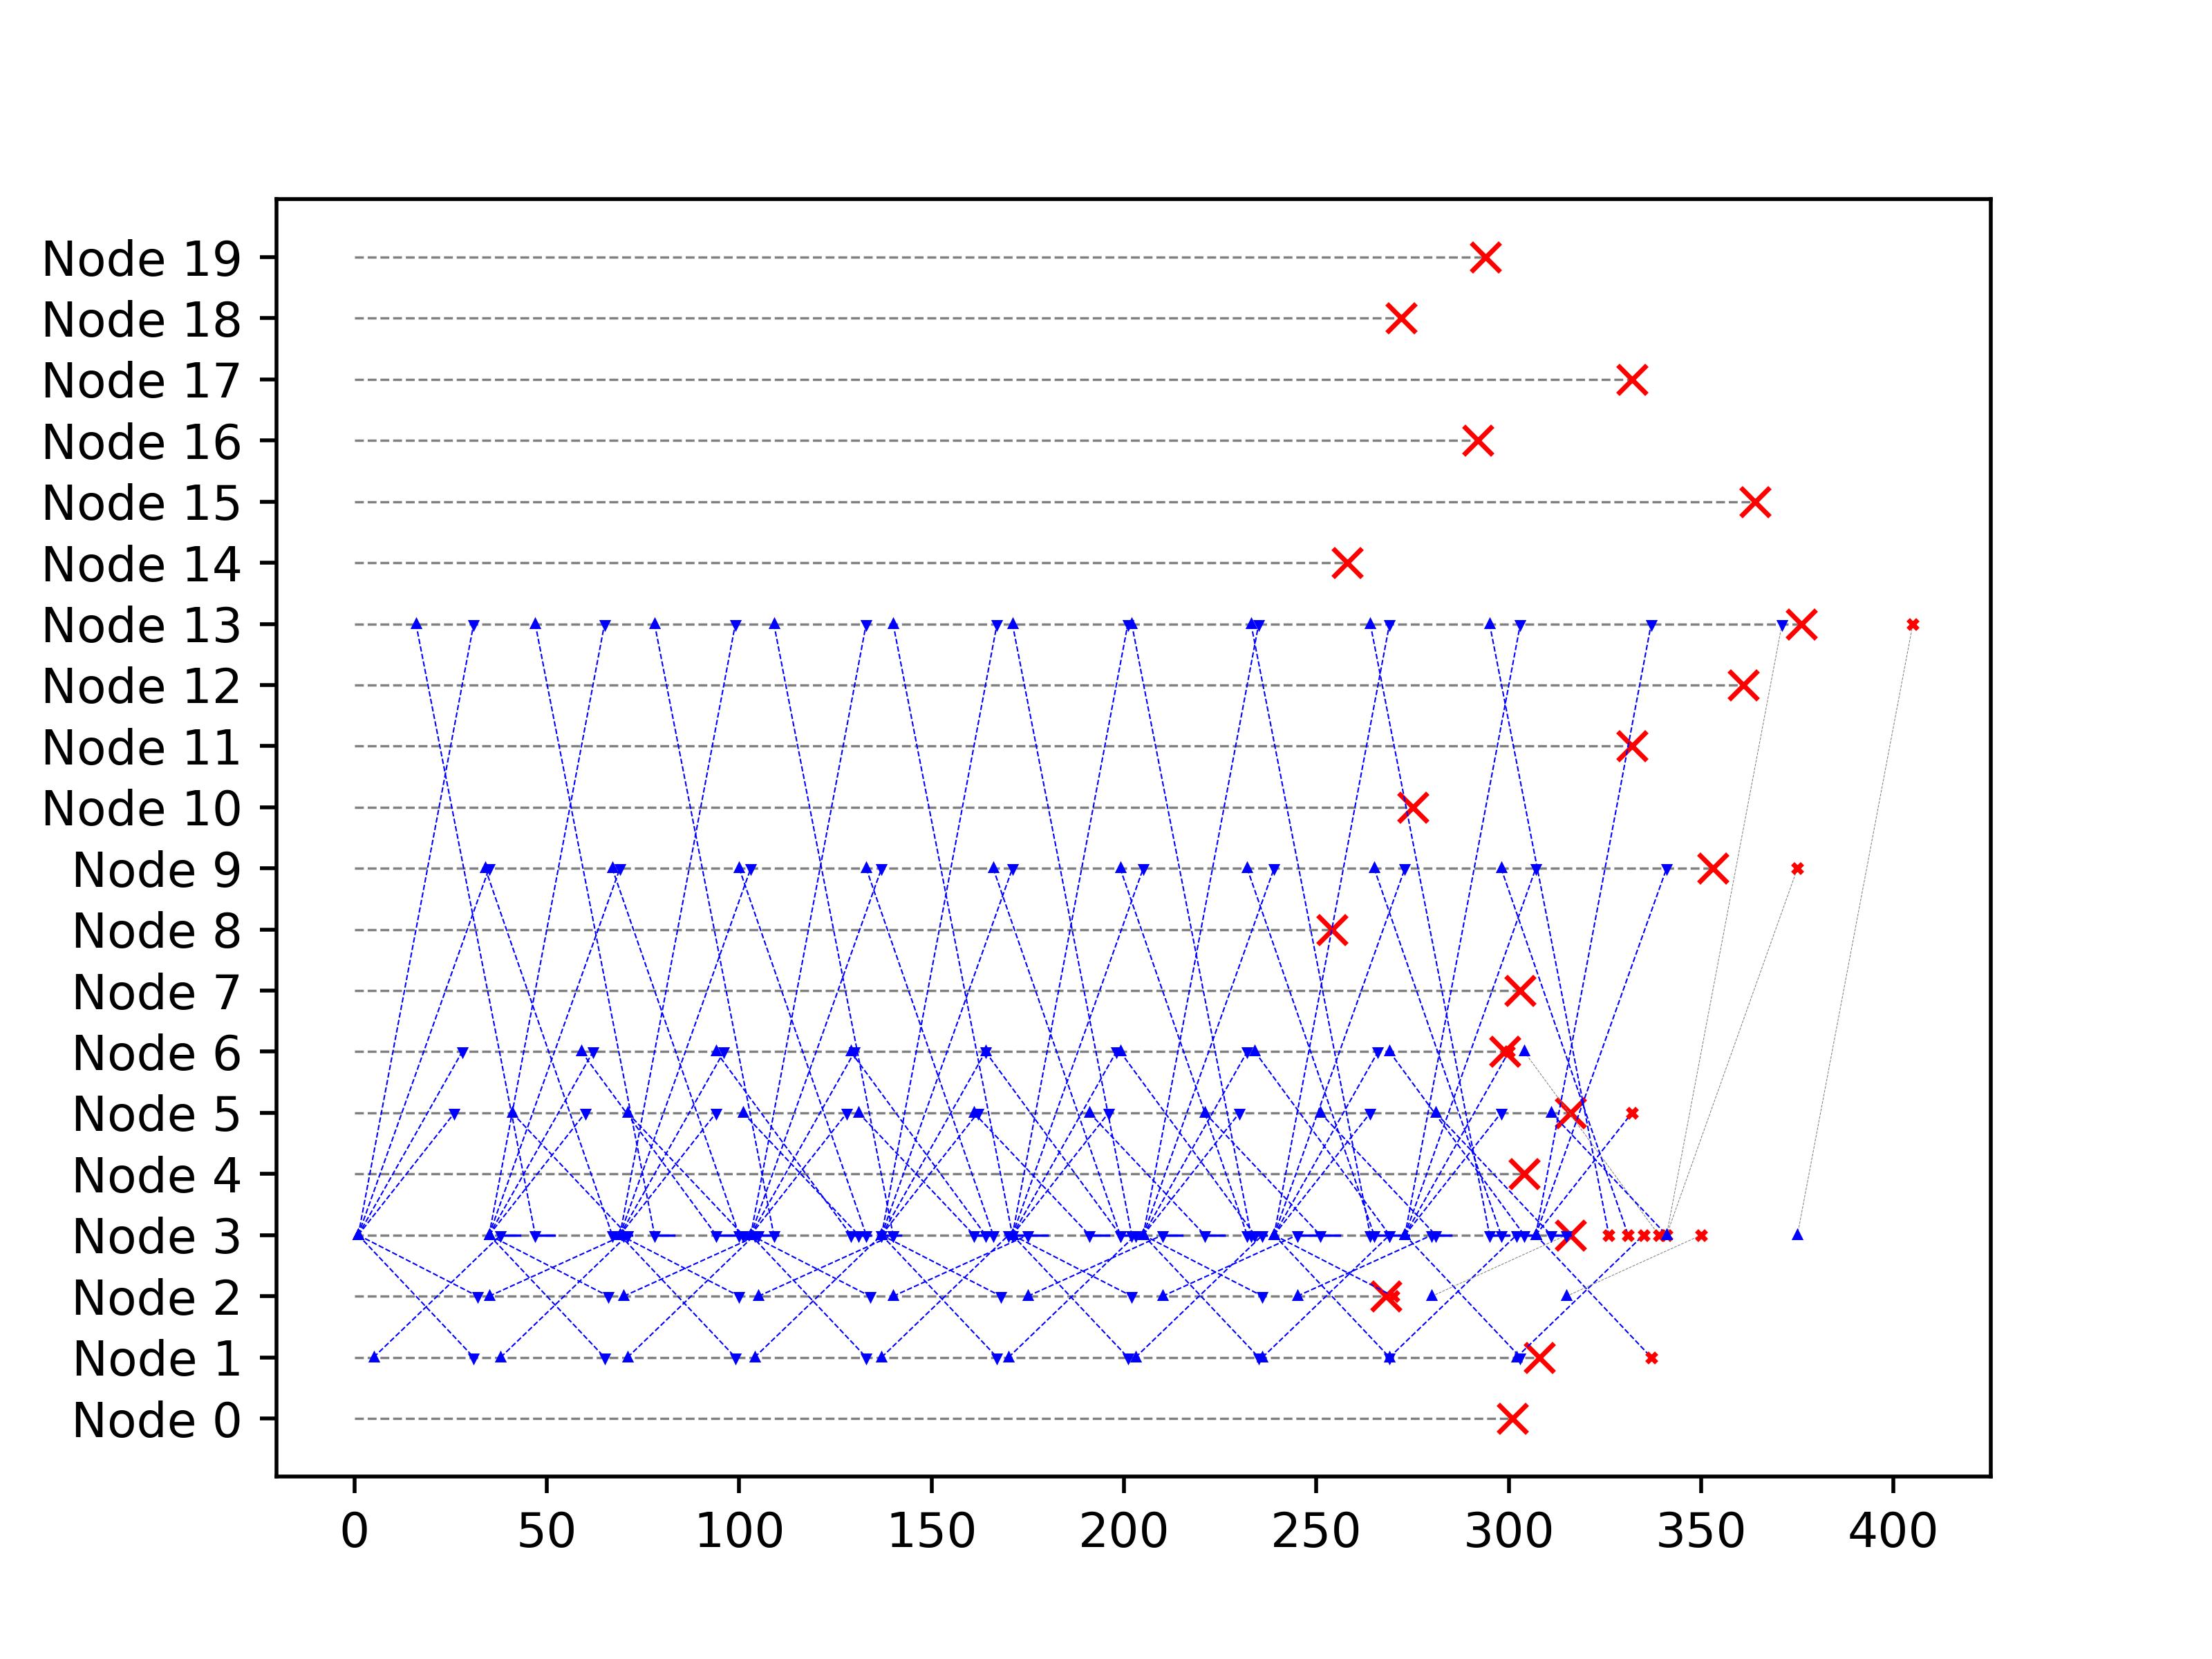 Node 19
Node 18
Node 17
Node 16
Node 15
Node 14
Node 13
Node 12
Node 11
Node 10
Node 9
Node 8
Node 7
Node 6
Node 5
Node 4
Node 3
Node 2
Node 1
Node 0
0 50 100 150 200 250 300 350 400